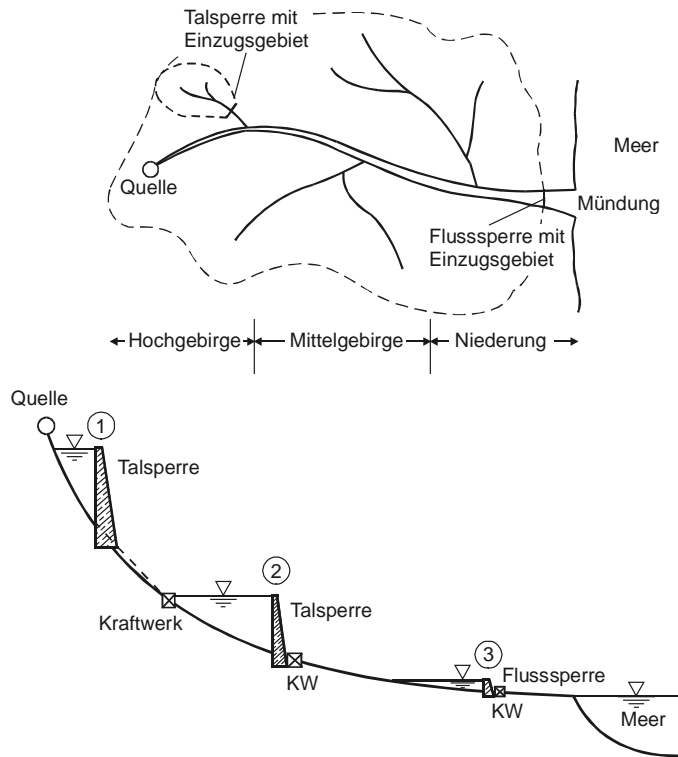 Talsperre mit
Einzugsgebiet
Meer
Quelle
Mündung
Flusssperre mit
Einzugsgebiet
Hochgebirge
Mittelgebirge
Niederung
Quelle
1
Talsperre
2
Talsperre
Kraftwerk
3
Flusssperre
KW
KW
Meer